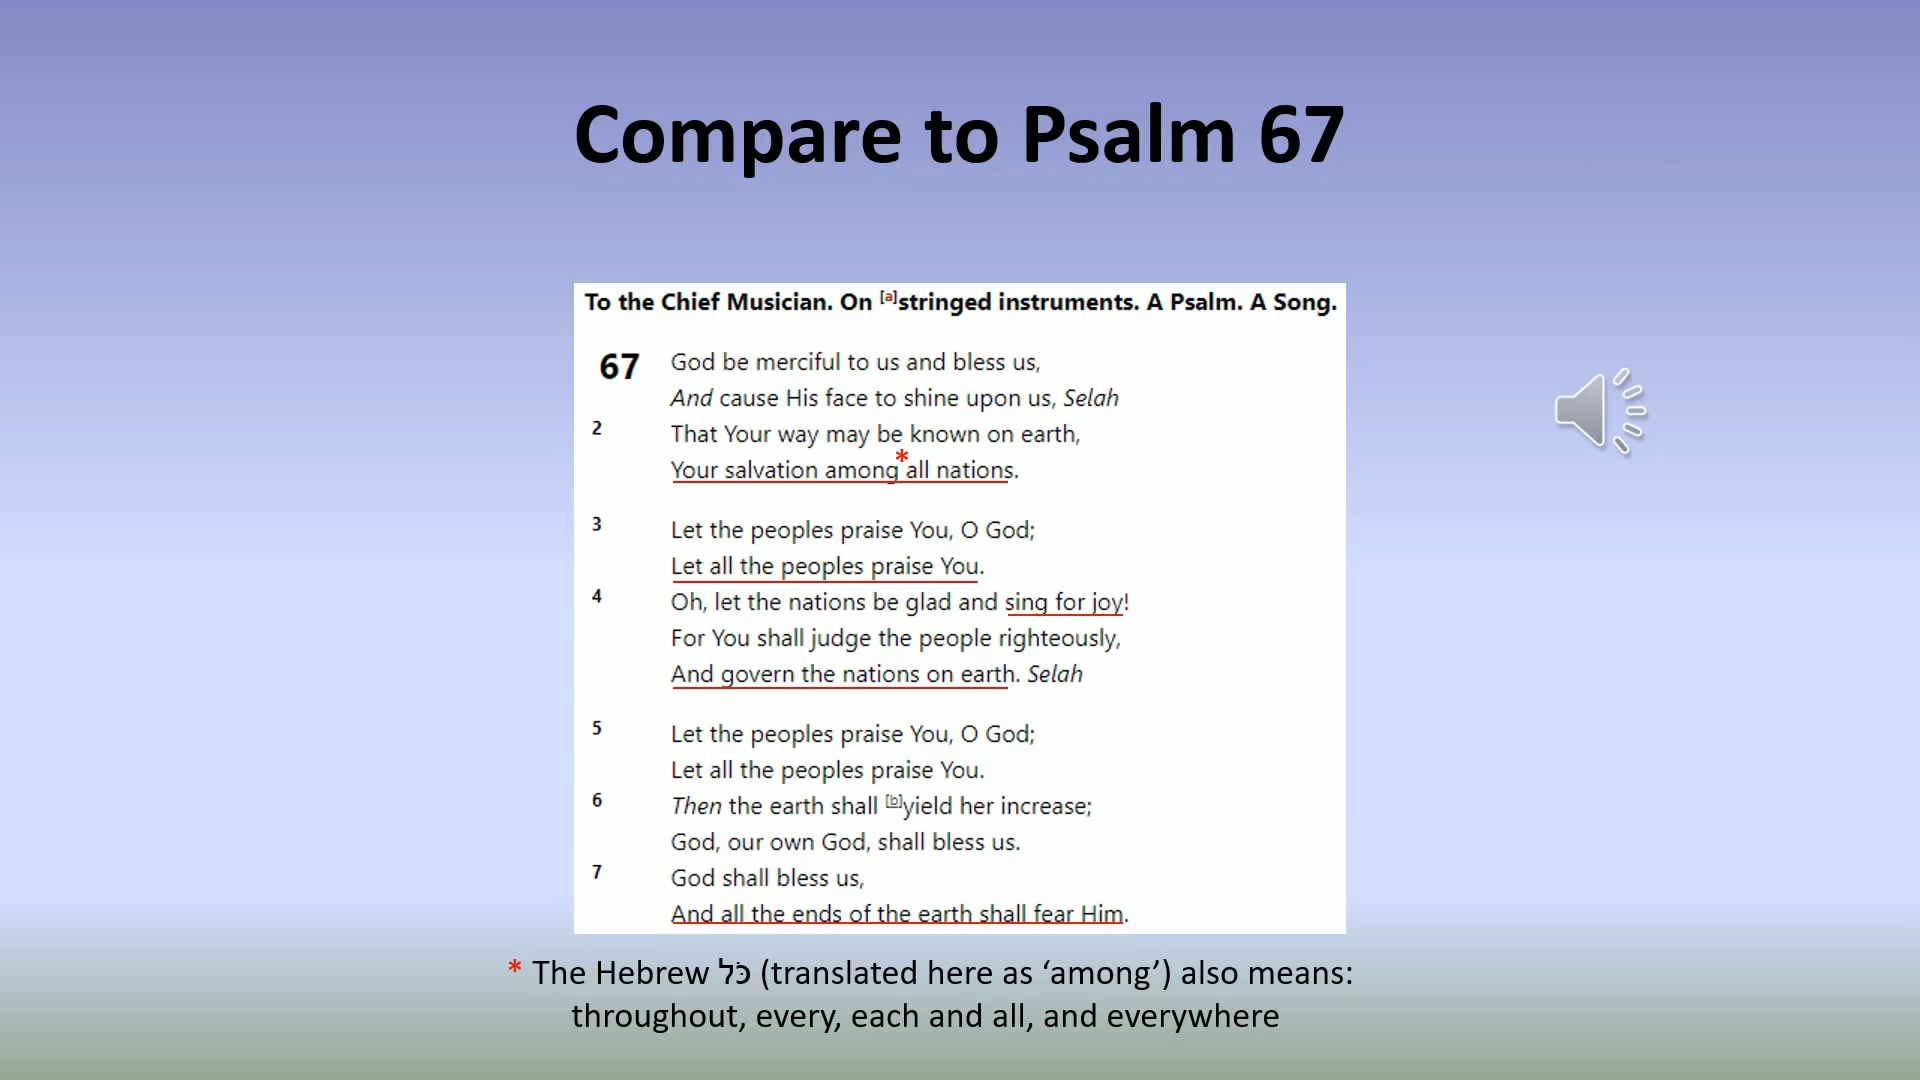 Compare to Psalm 67
To the Chief Musician. On [a]stringed instruments. A Psalm. A Song.
67 God be merciful to us and bless us,
And cause His face to shine upon us, Selah
2 That Your way may be known on earth,
Your salvation among*all nations.
3 Let the peoples praise You, O God;
Let all the peoples praise You.
4 Oh, let the nations be glad and sing for joy!
For You shall judge the people righteously,
And govern the nations on earth. Selah
5 Let the peoples praise You, O God;
Let all the peoples praise You.
6 Then the earth shall [b]yield her increase;
God, our own God, shall bless us.
7 God shall bless us,
And all the ends of the earth shall fear Him.
* The Hebrew כֹּל (translated here as ‘among’) also means:
throughout, every, each and all, and everywhere